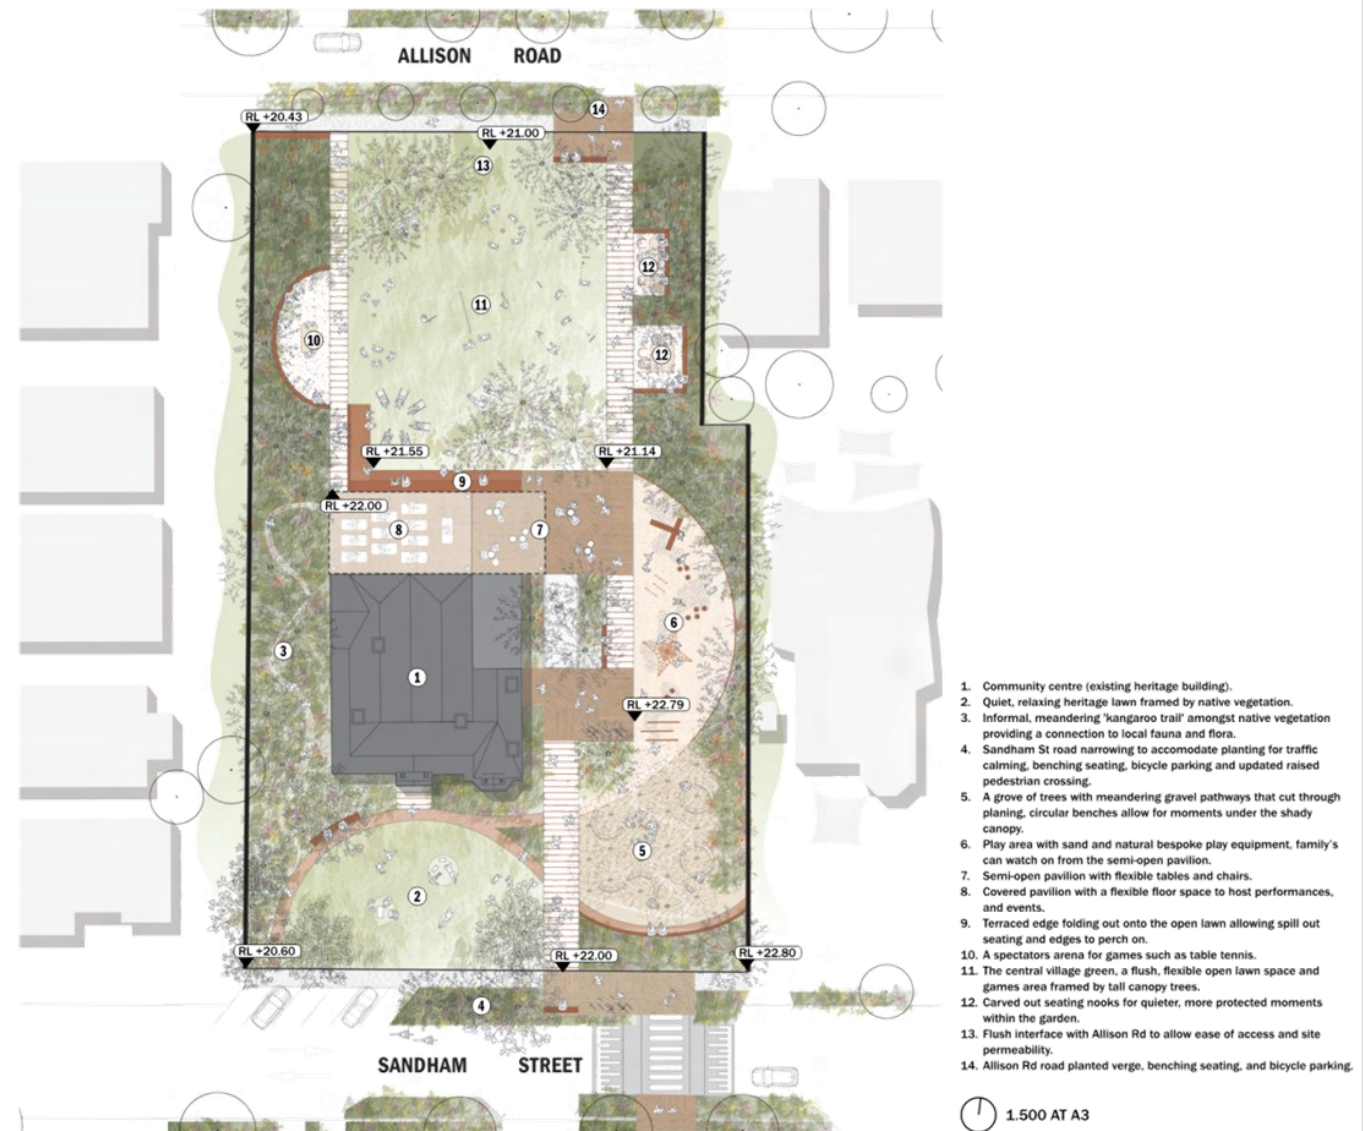 ALLISON ROAD
14
RL +20.43
RL +21.00
13
12
11
10
12
RL +21.55
RL +21.14
9
RL +22.00
8
7
6
3
1
RL +22.79
5
2
RL +20.60
RL +22.00
RL +22.80
4
SANDHAM STREET
1. Community centre (existing heritage building).
2. Quiet, relaxing heritage lawn framed by native vegetation.
3. Informal, meandering 'kangaroo trail' amongst native vegetation
providing a connection to local fauna and flora.
4. Sandham St road narrowing to accomodate planting for traffic
calming, benching seating, bicycle parking and updated raised
pedestrian crossing.
5. A grove of trees with meandering gravel pathways that cut through
planing, circular benches allow for moments under the shady
canopy.
6. Play area with sand and natural bespoke play equipment, family's
can watch on from the semi-open pavilion.
7. Semi-open pavilion with flexible tables and chairs.
8. Covered pavilion with a flexible floor space to host performances,
and events.
9. Terraced edge folding out onto the open lawn allowing spill out
seating and edges to perch on.
10. A spectators arena for games such as table tennis.
11. The central village green, a flush, flexible open lawn space and
games area framed by tall canopy trees.
12. Carved out seating nooks for quieter, more protected moments
within the garden.
13. Flush interface with Allison Rd to allow ease of access and site
permeability.
14. Allison Rd road planted verge, benching seating, and bicycle parking.
1.500 AT A3